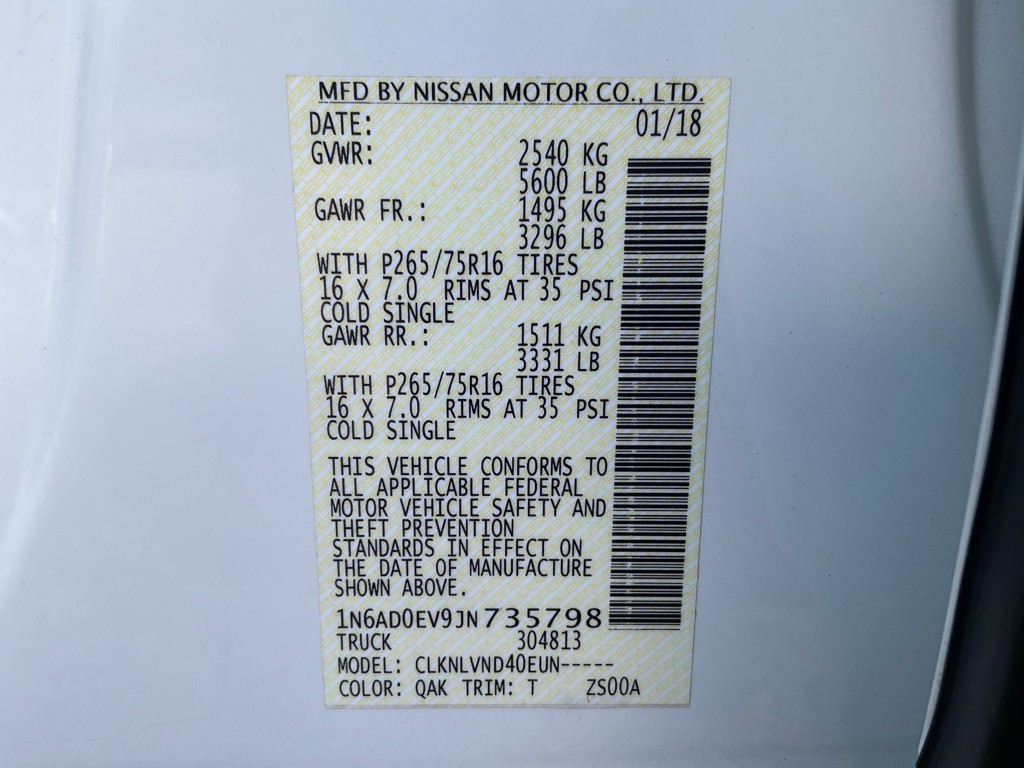 MFD BY NISSAN MOTOR CO., LTD.
DATE: 01/18
GVWR: 2540 KG
5600 LB
GAWR FR.: 1495 KG
3296 LB
WITH P265/75R16 TIRES
16 X 7.0 RIMS AT 35 PSI
COLD SINGLE
GAWR RR.: 1511 KG
3331 LB
WITH P265/75R16 TIRES
16 X 7.0 RIMS AT 35 PSI
COLD SINGLE
THIS VEHICLE CONFORMS TO
ALL APPLICABLE FEDERAL
MOTOR VEHICLE SAFETY AND
THEFT PREVENTION
STANDARDS IN EFFECT ON
THE DATE OF MANUFACTURE
SHOWN ABOVE.
1N6AD0EV9JN735798
TRUCK 304813
MODEL: CLKNLVND40EUN-----
COLOR: QAK TRIM: T ZS00A